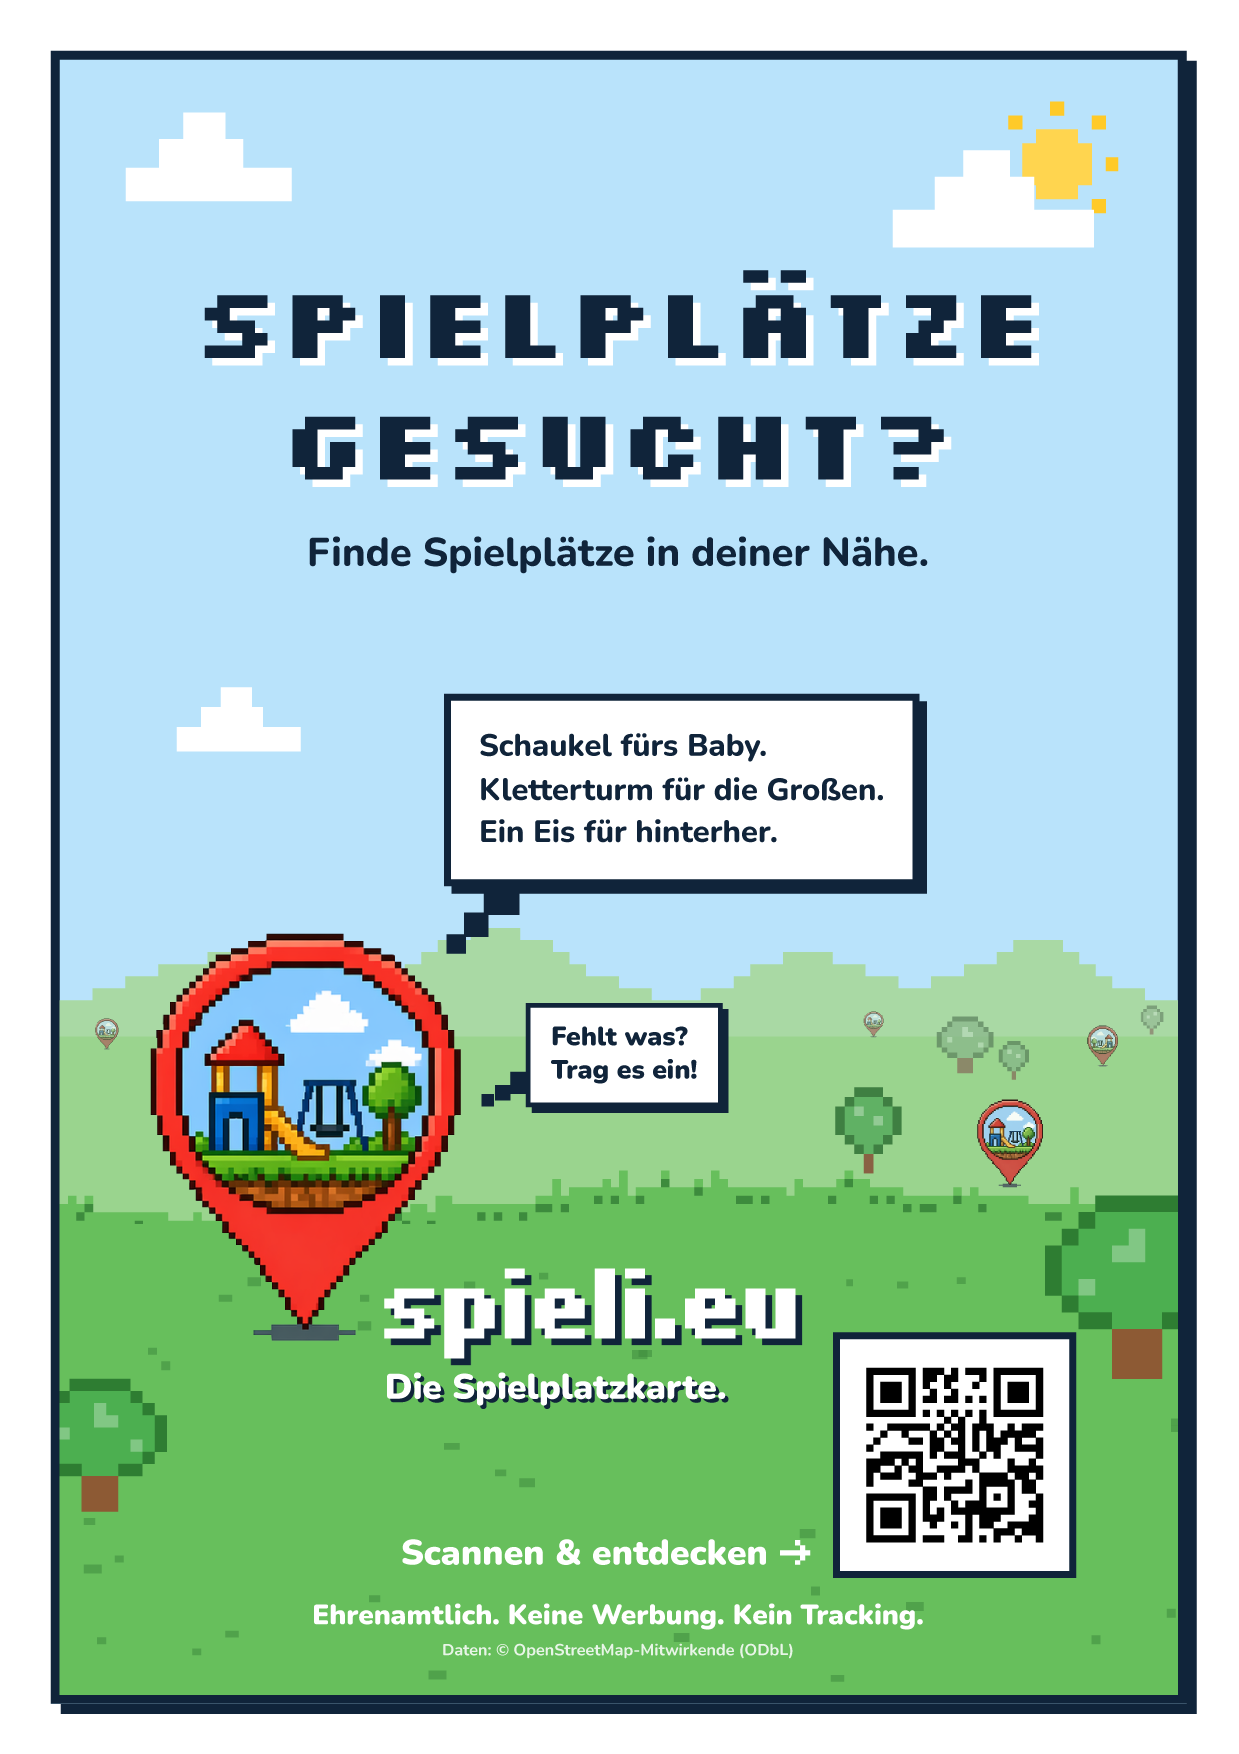 SPIELPLÄTZE
GESUCHT?
Finde Spielplätze in deiner Nähe.
Schaukel fürs Baby.
Kletterturm für die Großen.
Ein Eis für hinterher.
Fehlt was?
Trag es ein!
spieli.eu
Die Spielplatzkarte.
Scannen & entdecken →
Ehrenamtlich. Keine Werbung. Kein Tracking.
Daten: © OpenStreetMap-Mitwirkende (ODbL)